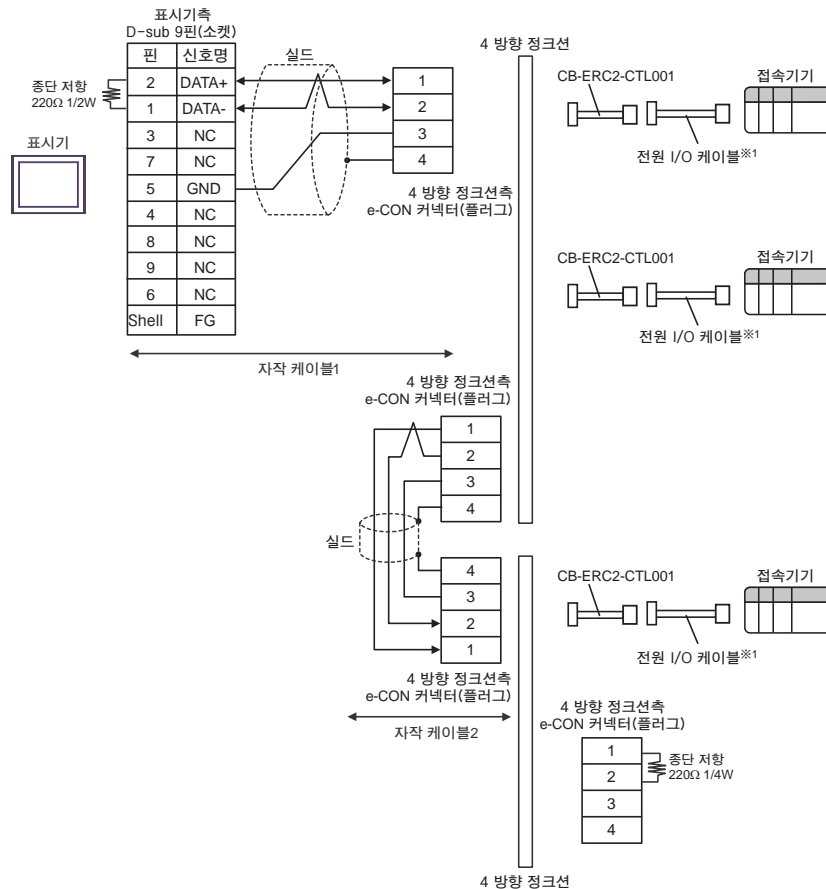 표시기측
D-sub 9핀(소켓)
핀 신호명
2 DATA+
1 DATA-
3 NC
7 NC
5 GND
4 NC
8 NC
9 NC
6 NC
Shell FG
종단 저항
220Ω 1/2W
표시기
실드
1
2
3
4
4 방향 정크션측
e-CON 커넥터(플러그)
자작 케이블1
4 방향 정크션
CB-ERC2-CTL001
접속기기
전원 I/O 케이블※1
CB-ERC2-CTL001
접속기기
전원 I/O 케이블※1
4 방향 정크션측
e-CON 커넥터(플러그)
1
2
3
4
실드
4
3
2
1
4 방향 정크션측
e-CON 커넥터(플러그)
자작 케이블2
CB-ERC2-CTL001
접속기기
전원 I/O 케이블※1
4 방향 정크션측
e-CON 커넥터(플러그)
1
2
3
4
종단 저항
220Ω 1/4W
4 방향 정크션